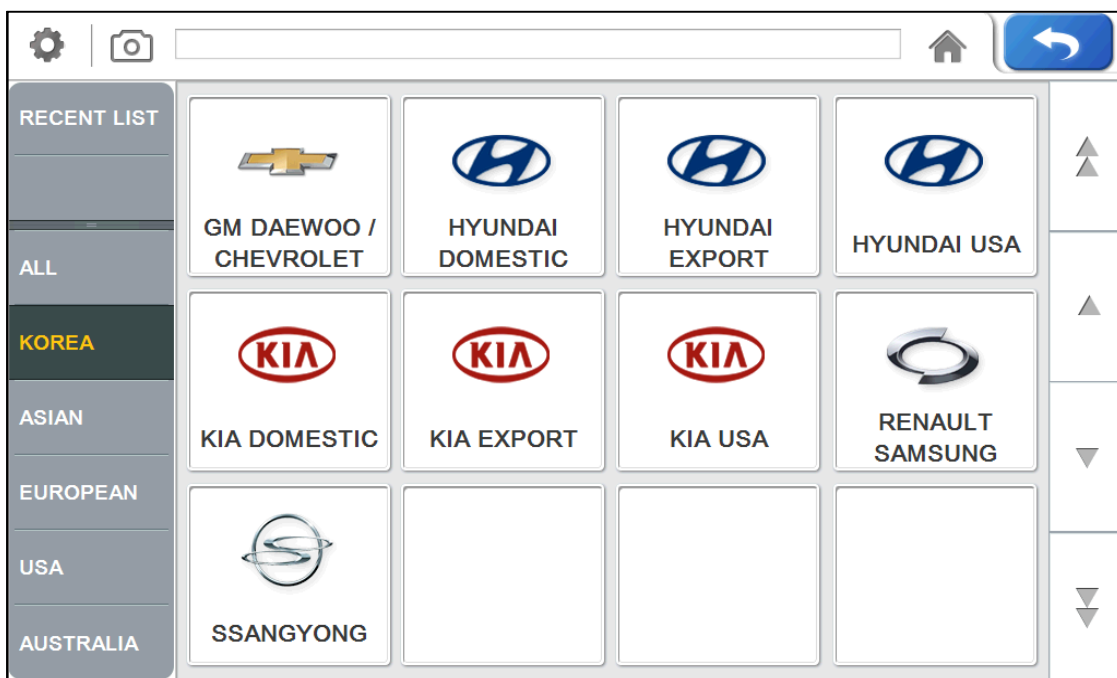 RECENT LIST
ALL
KOREA
ASIAN
EUROPEAN
USA
AUSTRALIA
GM DAEWOO /
CHEVROLET
HYUNDAI
DOMESTIC
HYUNDAI
EXPORT
HYUNDAI USA
KIA
KIA DOMESTIC
KIA
KIA EXPORT
KIA
KIA USA
RENAULT
SAMSUNG
SSANGYONG